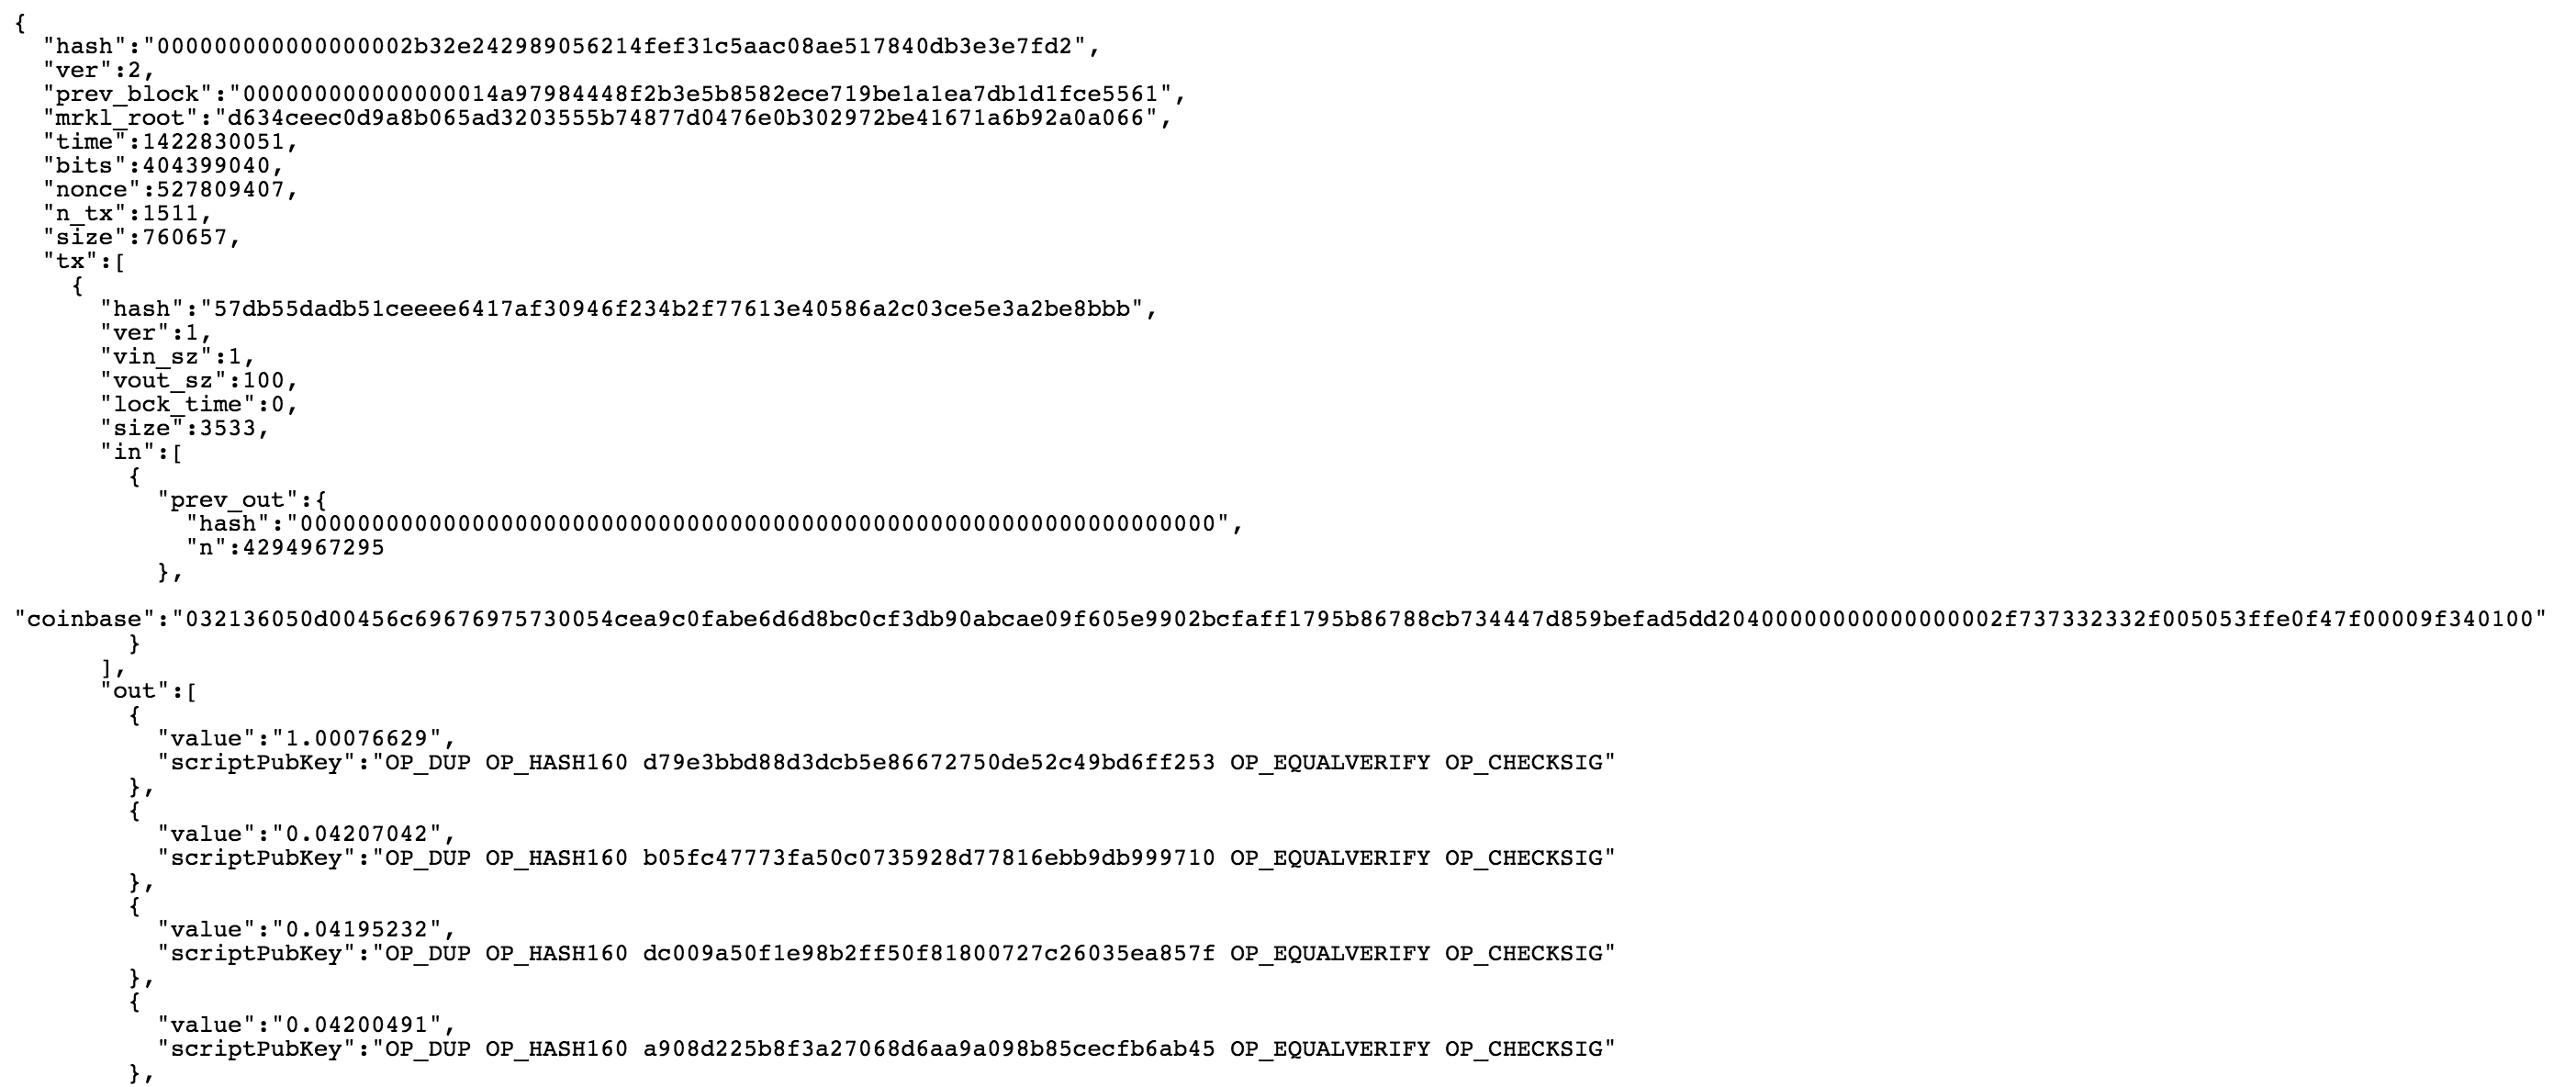 {
  "hash":"000000000000000002b32e242989056214fef31c5aac08ae517840db3e3e7fd2",
  "ver":2,
  "prev_block":"000000000000000014a97984448f2b3e5b8582ece719be1a1ea7db1d1fce5561",
  "mrkl_root":"d634ceec0d9a8b065ad3203555b74877d0476e0b302972be41671a6b92a0a066",
  "time":1422830051,
  "bits":404399040,
  "nonce":527809407,
  "n_tx":1511,
  "size":760657,
  "tx":[
    {
      "hash":"57db55dadb51ceeee6417af30946f234b2f77613e40586a2c03ce5e3a2be8bbb",
      "ver":1,
      "vin_sz":1,
      "vout_sz":100,
      "lock_time":0,
      "size":3533,
      "in":[
        {
          "prev_out":{
            "hash":"0000000000000000000000000000000000000000000000000000000000000000",
            "n":4294967295
          },
"coinbase":"032136050d00456c69676975730054cea9c0fabe6d6d8bc0cf3db90abcae09f605e9902bcfaff1795b86788cb734447d859befad5dd20400000000000000002f737332332f005053ffe0f47f00009f340100"
        }
      ],
      "out":[
        {
          "value":"1.00076629",
          "scriptPubKey":"OP_DUP OP_HASH160 d79e3bbd88d3dcb5e86672750de52c49bd6ff253 OP_EQUALVERIFY OP_CHECKSIG"
        },
        {
          "value":"0.04207042",
          "scriptPubKey":"OP_DUP OP_HASH160 b05fc47773fa50c0735928d77816ebb9db999710 OP_EQUALVERIFY OP_CHECKSIG"
        },
        {
          "value":"0.04195232",
          "scriptPubKey":"OP_DUP OP_HASH160 dc009a50f1e98b2ff50f81800727c26035ea857f OP_EQUALVERIFY OP_CHECKSIG"
        },
        {
          "value":"0.04200491",
          "scriptPubKey":"OP_DUP OP_HASH160 a908d225b8f3a27068d6aa9a098b85cecfb6ab45 OP_EQUALVERIFY OP_CHECKSIG"
        },